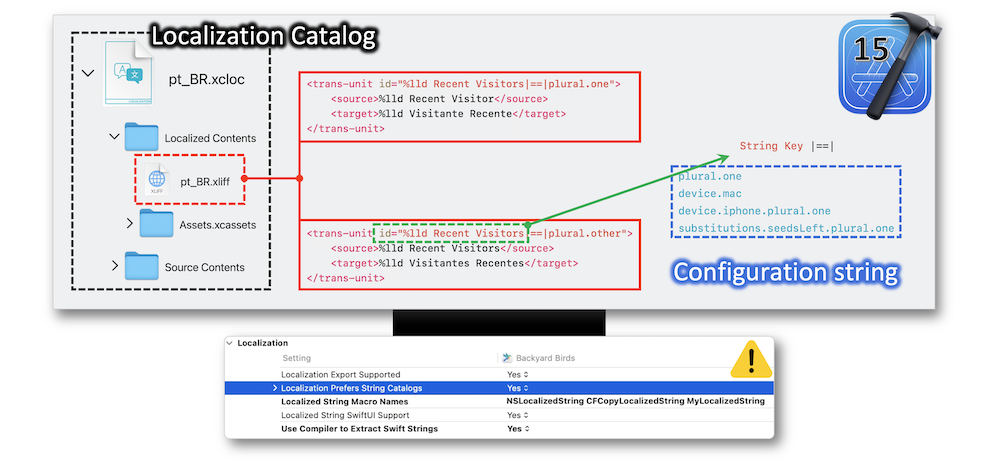 Localization Catalog
15
pt_BR.xcloc
Localized Contents
pt_BR.xliff
XLIFF
Assets.xcassets
Source Contents
<trans-unit id="%lld Recent Visitors|==|plural.one">
<source>%lld Recent Visitor</source>
<target>%lld Visitante Recente</target>
</trans-unit>
<trans-unit id="%lld Recent Visitors|==|plural.other">
<source>%lld Recent Visitors</source>
<target>%lld Visitantes Recentes</target>
</trans-unit>
String Key |==|
plural.one
device.mac
device.iphone.plural.one
substitutions.seedsLeft.plural.one
Configuration string
Localization
Setting Backyard Birds
Localization Export Supported Yes
Localization Prefers String Catalogs Yes
Localized String Macro Names NSLocalizedString CFCopyLocalizedString MyLocalizedString
Localized String SwiftUI Support Yes
Use Compiler to Extract Swift Strings Yes